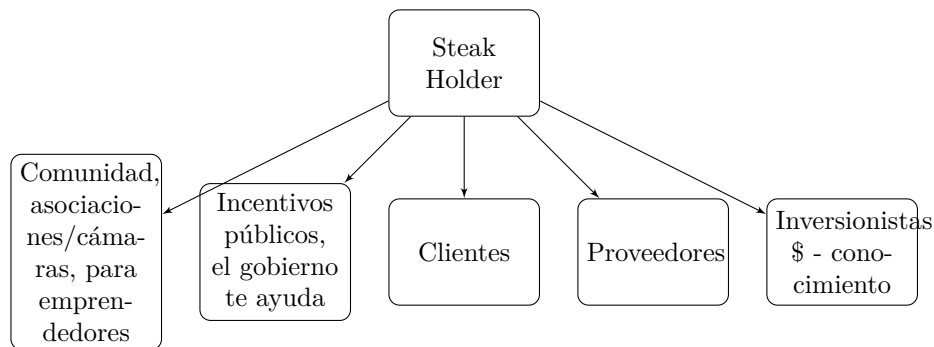 Steak
Holder
Comunidad,
asociacio-
nes/cáma-
ras, para
empren-
dedores
Incentivos
públicos,
el gobierno
te ayuda
Clientes
Proveedores
Inversionistas
$ - cono-
cimiento